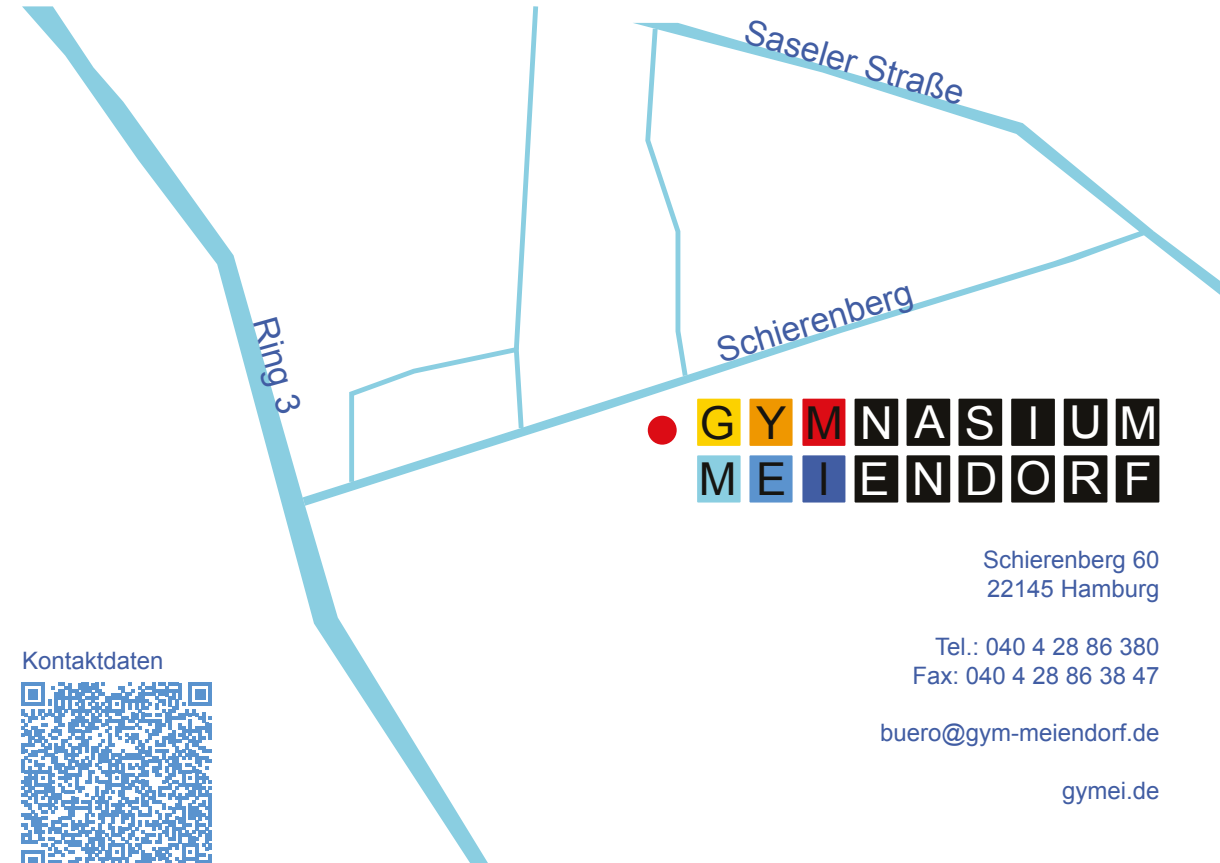 Saseler Straße
Schierenberg
Ring 3
GYMNASIUM
MEIENDORF
Schierenberg 60
22145 Hamburg
Tel.: 040 4 28 86 380
Fax: 040 4 28 86 38 47
buero@gym-meiendorf.de
gymei.de
Kontaktdaten